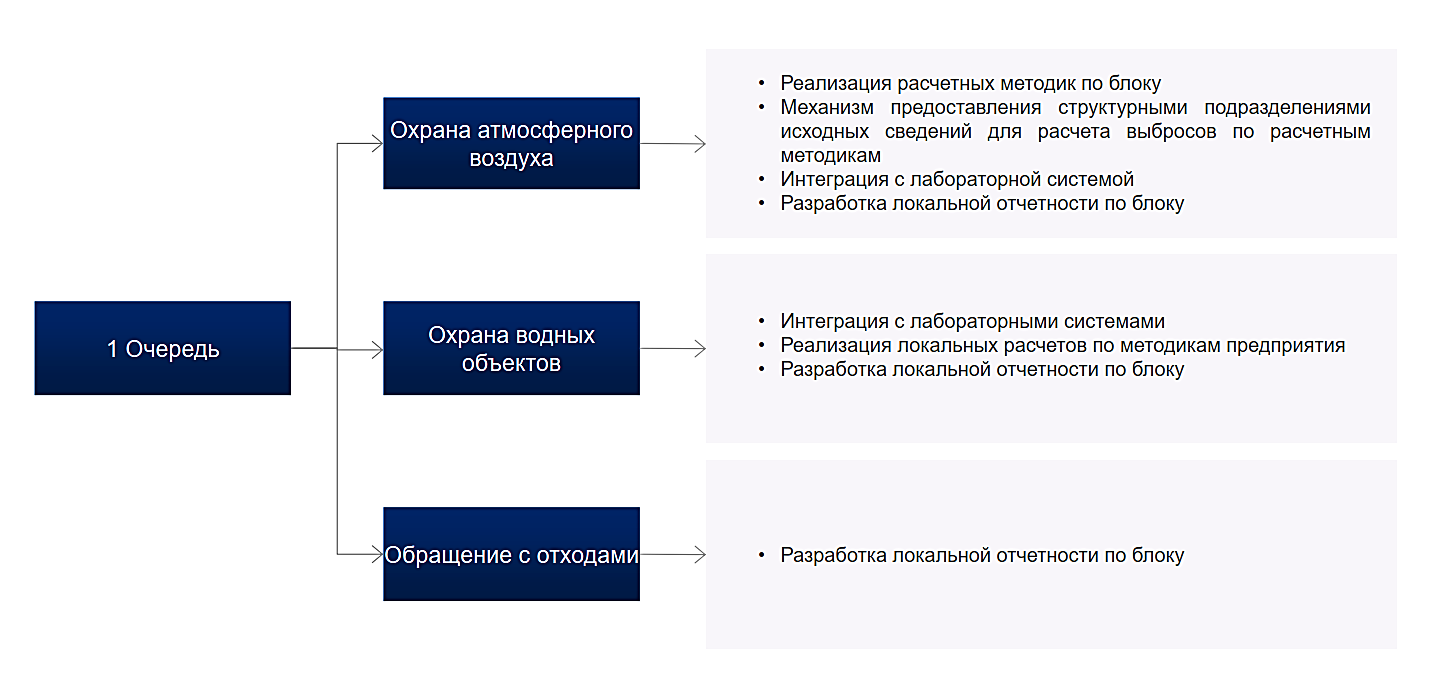 1 Очередь
Охрана атмосферного
воздуха
• Реализация расчетных методик по блоку
• Механизм предоставления структурными подразделениями
исходных сведений для расчета выбросов по расчетным
методикам
• Интеграция с лабораторной системой
• Разработка локальной отчетности по блоку
Охрана водных
объектов
• Интеграция с лабораторными системами
• Реализация локальных расчетов по методикам предприятия
• Разработка локальной отчетности по блоку
Обращение с отходами
• Разработка локальной отчетности по блоку